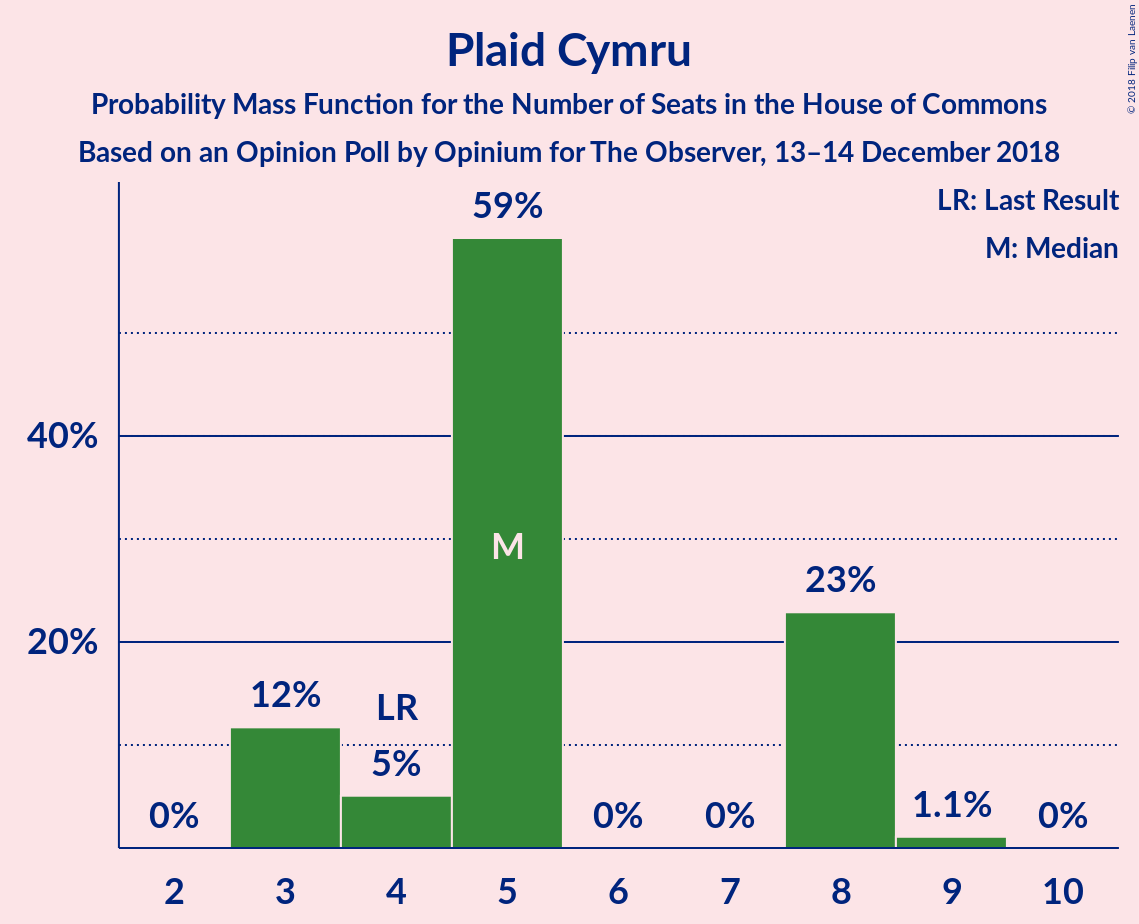 Plaid Cymru
Probability Mass Function for the Number of Seats in the House of Commons
Based on an Opinion Poll by Opinium for The Observer, 13–14 December 2018
© 2018 Filip van Laenen
LR: Last Result
M: Median
59%
40%
M
23%
20%
12%
LR
5%
0%
0%
0%
1.1%
0%
2 3 4 5 6 7 8 9 10